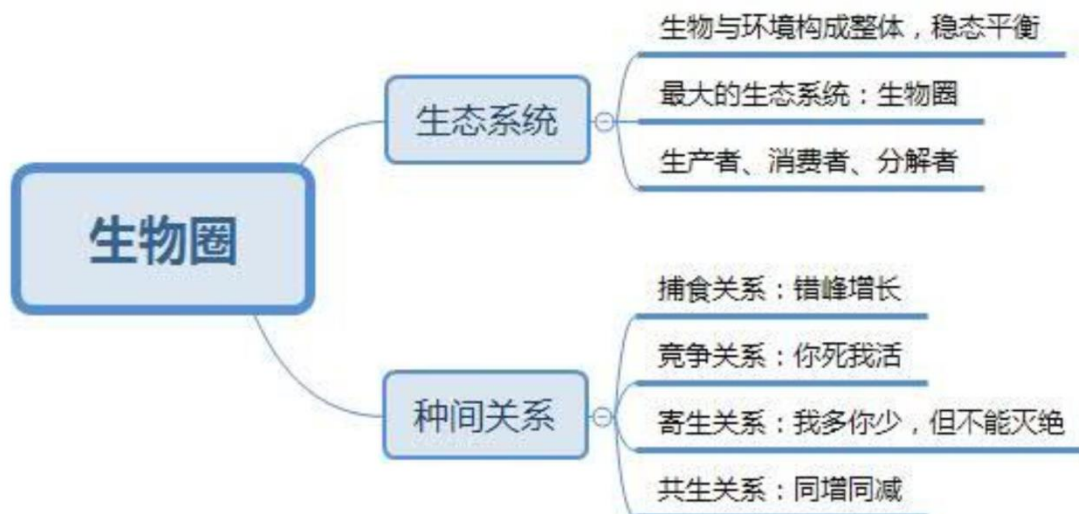 生物圈
生态系统
生物与环境构成整体，稳态平衡
最大的生态系统：生物圈
生产者、消费者、分解者
种间关系
捕食关系：错峰增长
竞争关系：你死我活
寄生关系：我多你少，但不能灭绝
共生关系：同增同减